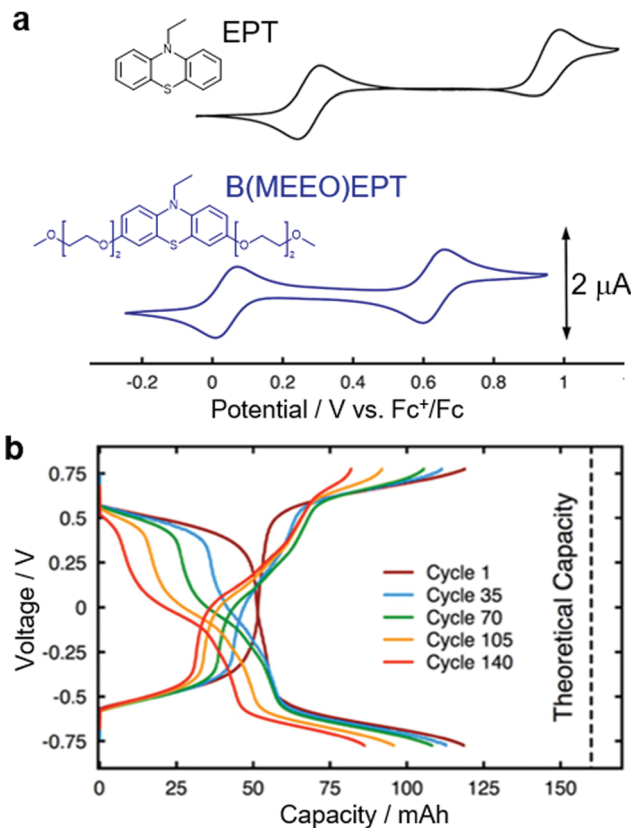 a
EPT
N
S
B(MEEO)EPT
N
O
O
2
S
O
2
O
2 μA
-0.2
0
0.2
0.4
0.6
0.8
1
Potential / V vs. Fc⁺/Fc
b
0.75
0.5
0.25
0
-0.25
-0.5
-0.75
Voltage / V
Cycle 1
Cycle 35
Cycle 70
Cycle 105
Cycle 140
Theoretical Capacity
0
25
50
75
100
125
150
Capacity / mAh